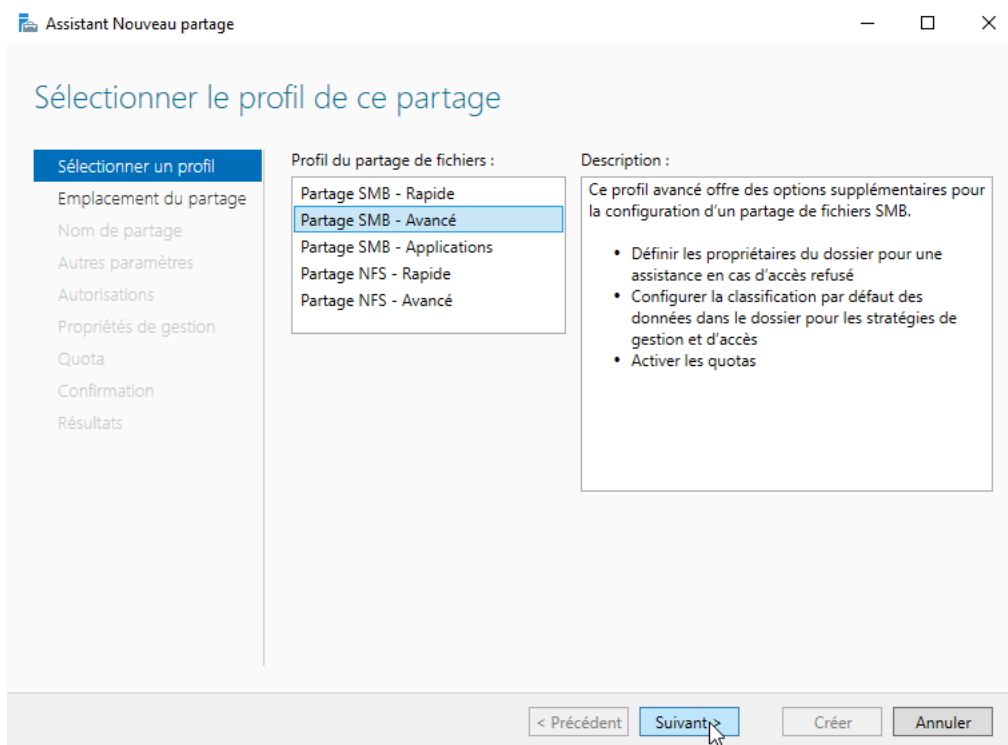 Assistant Nouveau partage
Sélectionner le profil de ce partage
Sélectionner un profil
Emplacement du partage
Nom de partage
Autres paramètres
Autorisations
Propriétés de gestion
Quota
Confirmation
Résultats
Profil du partage de fichiers :
Partage SMB - Rapide
Partage SMB - Avancé
Partage SMB - Applications
Partage NFS - Rapide
Partage NFS - Avancé
Description :
Ce profil avancé offre des options supplémentaires pour
la configuration d'un partage de fichiers SMB.
• Définir les propriétaires du dossier pour une
assistance en cas d'accès refusé
• Configurer la classification par défaut des
données dans le dossier pour les stratégies de
gestion et d'accès
• Activer les quotas
< Précédent
Suivant >
Créer
Annuler